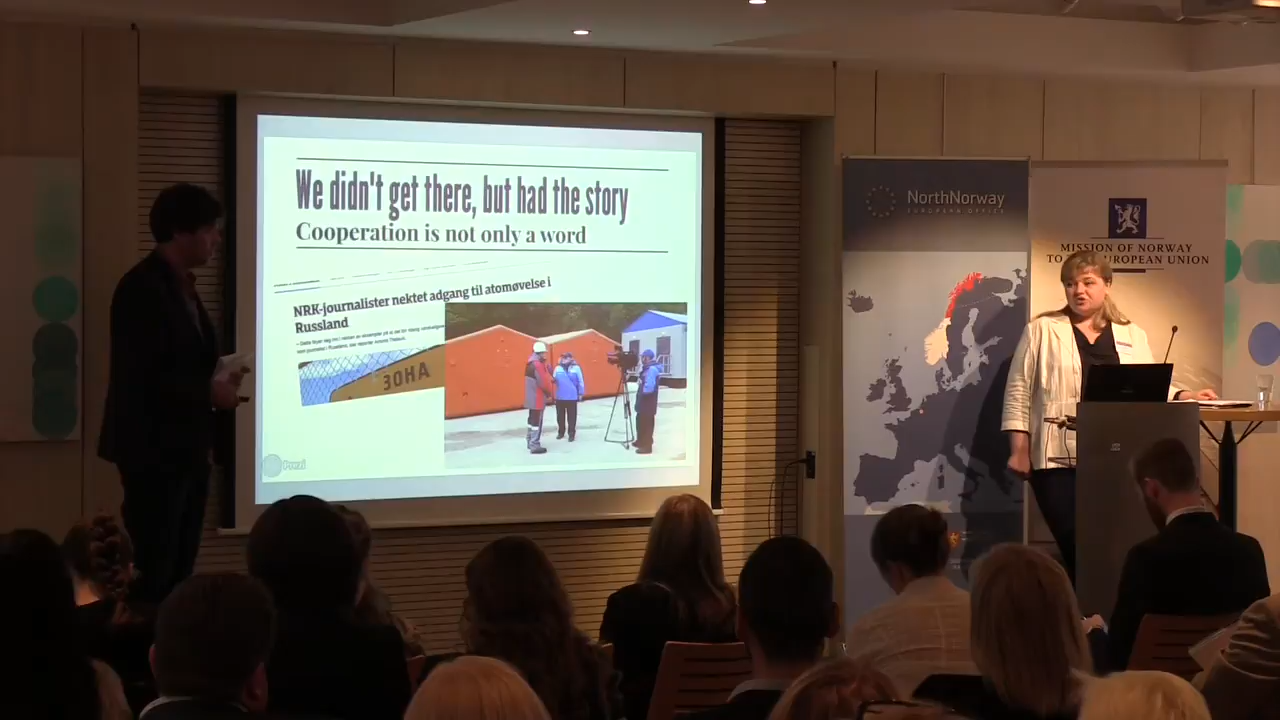 We didn't get there, but had the story
Cooperation is not only a word
NRK-journalister nektet adgang til atomøvelse i
Russland
ЗОНА
Prezi
NorthNorway
EUROPEAN OFFICE
MISSION OF NORWAY
TO EUROPEAN UNION